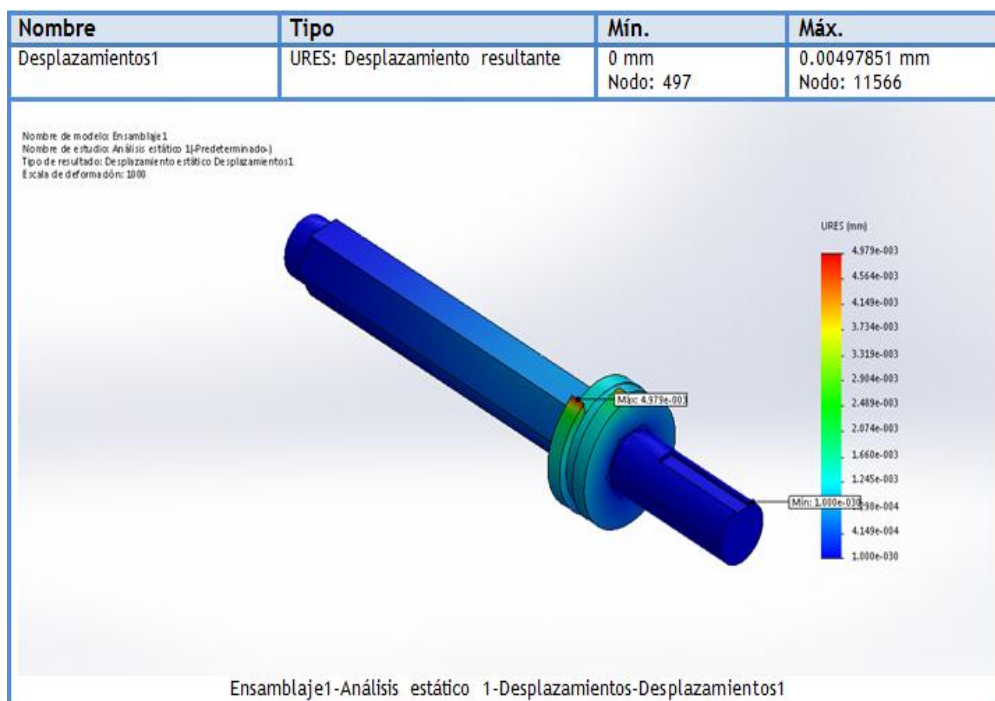 Nombre Tipo Mín. Máx.
Desplazamientos1 URES: Desplazamiento resultante 0 mm 0.00497851 mm
Nodo: 497 Nodo: 11566
Nombre de modelo: Ensamblaje1
Nombre de estudio: Análisis estático 1(-Predeterminado-)
Tipo de resultado: Desplazamiento estático Desplazamientos1
Escala de deformación: 1000
URES (mm)
4.979e-003
4.564e-003
4.149e-003
3.734e-003
3.319e-003
2.904e-003
2.489e-003
2.074e-003
1.660e-003
1.245e-003
4.149e-004
1.000e-030
Máx: 4.979e-003
Mín: 1.000e-030
Ensamblaje1-Análisis estático 1-Desplazamientos-Desplazamientos1